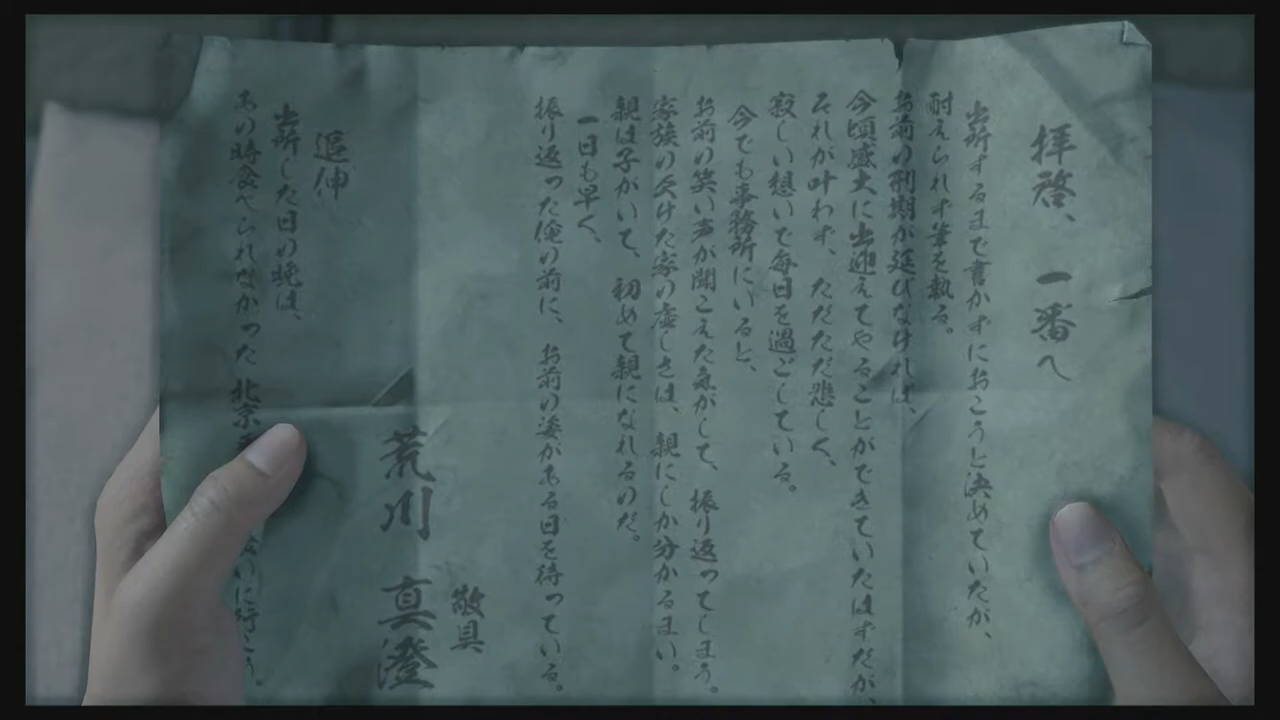 拝啓、一番へ
出所するまで書かずにおこうと決めていたが、
耐えられず筆を執る。
お前の刑期が延びなければ、
今頃盛大に出迎えてやることができていたはずだが、
それが叶わず、ただただ悲しく、
寂しい想いで毎日を過ごしている。
今でも事務所にいると、
お前の笑い声が聞こえた気がして、振り返ってしまう。
家族の欠けた家の虚しさは、親にしか分かるまい。
親は子がいて、初めて親になれるのだ。
一日も早く、
振り返った俺の前に、お前の姿がある日を待っている。
敬具
荒川 真澄
追伸
出所した日の晩は、
あの時食べられなかった北京 いに行こう。